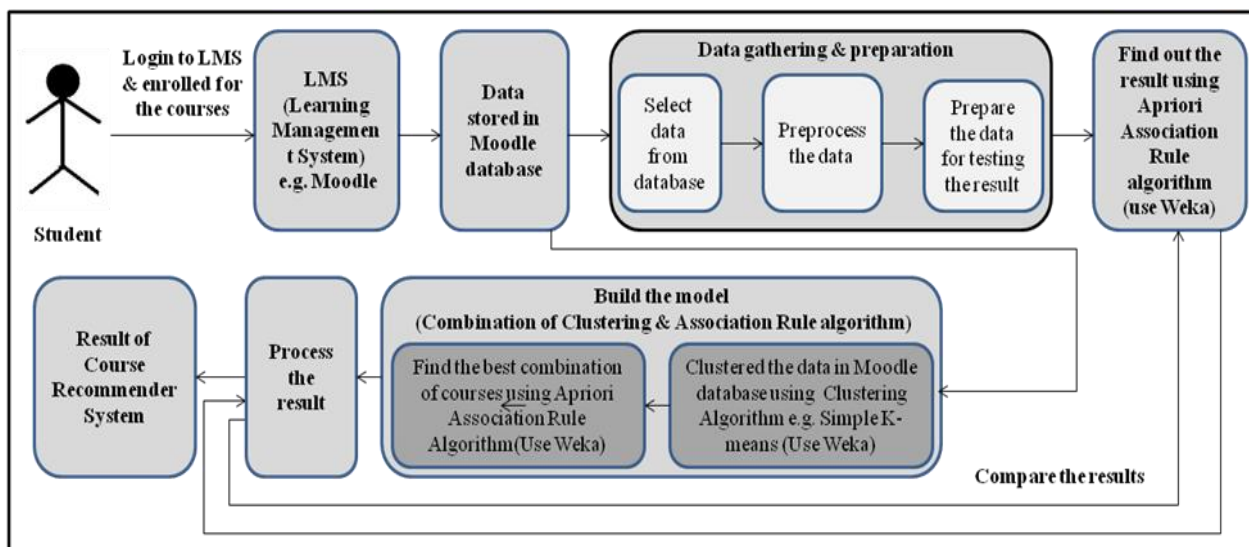 Login to LMS
& enrolled for
the courses
Student
LMS
(Learning
Managemen
t System)
e.g. Moodle
Data
stored in
Moodle
database
Data gathering & preparation
Select
data
from
database
Preprocess
the data
Prepare
the data
for testing
the result
Find out the
result using
Apriori
Association
Rule
algorithm
(use Weka)
Result of
Course
Recommender
System
Process
the
result
Build the model
(Combination of Clustering & Association Rule algorithm)
Find the best combination
of courses using Apriori
Association Rule
Algorithm(Use Weka)
Clustered the data in Moodle
database using Clustering
Algorithm e.g. Simple K-
means (Use Weka)
Compare the results